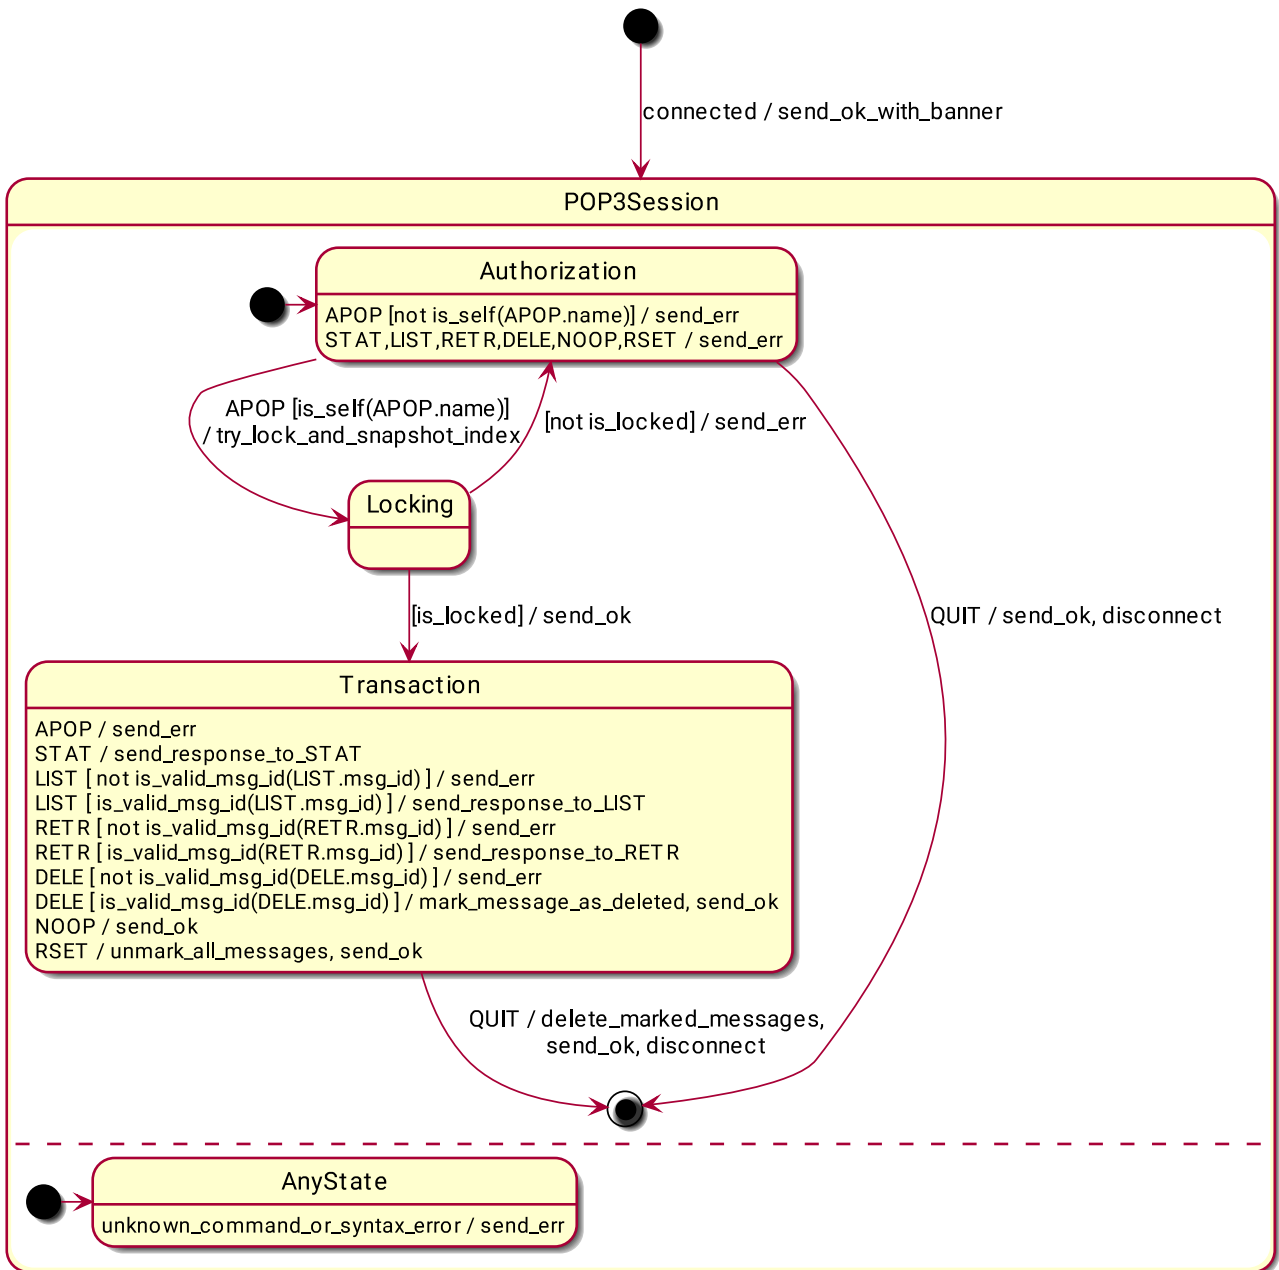 connected / send_ok_with_banner
POP3Session
Authorization
APOP [not is_self(APOP.name)] / send_err
STAT,LIST,RETR,DELE,NOOP,RSET / send_err
APOP [is_self(APOP.name)]
/ try_lock_and_snapshot_index
[not is_locked] / send_err
Locking
[is_locked] / send_ok
QUIT / send_ok, disconnect
Transaction
APOP / send_err
STAT / send_response_to_STAT
LIST [ not is_valid_msg_id(LIST.msg_id) ] / send_err
LIST [ is_valid_msg_id(LIST.msg_id) ] / send_response_to_LIST
RETR [ not is_valid_msg_id(RETR.msg_id) ] / send_err
RETR [ is_valid_msg_id(RETR.msg_id) ] / send_response_to_RETR
DELE [ not is_valid_msg_id(DELE.msg_id) ] / send_err
DELE [ is_valid_msg_id(DELE.msg_id) ] / mark_message_as_deleted, send_ok
NOOP / send_ok
RSET / unmark_all_messages, send_ok
QUIT / delete_marked_messages,
send_ok, disconnect
AnyState
unknown_command_or_syntax_error / send_err